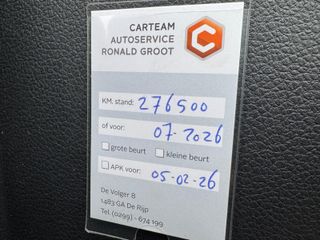 CARTEAM
AUTOSERVICE
RONALD GROOT
KM. stand: 276500
of voor: 07-2026
grote beurt kleine beurt
APK voor: 05-02-26
De Volger 8
1483 GA De Rijp
Tel. (0299) - 674 199